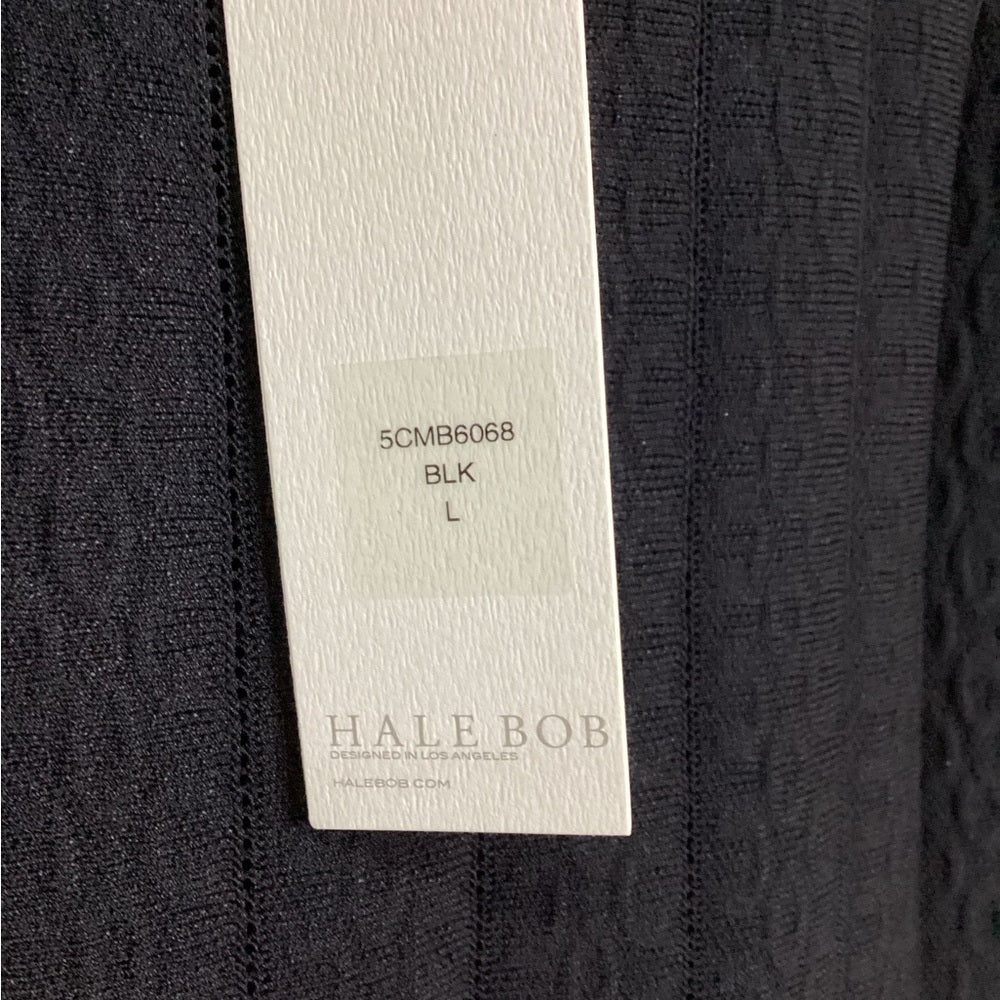 5CMB6068
BLK
L
HALE BOB
DESIGNED IN LOS ANGELES
HALEBOB.COM